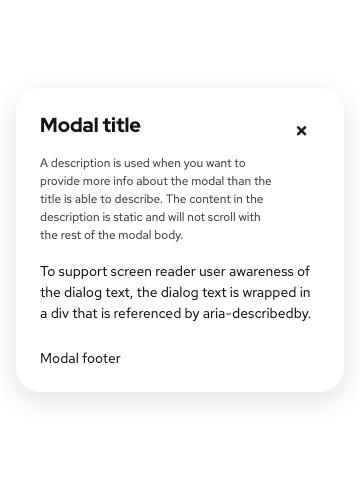 Modal title
A description is used when you want to
provide more info about the modal than the
title is able to describe. The content in the
description is static and will not scroll with
the rest of the modal body.
To support screen reader user awareness of
the dialog text, the dialog text is wrapped in
a div that is referenced by aria-describedby.
Modal footer